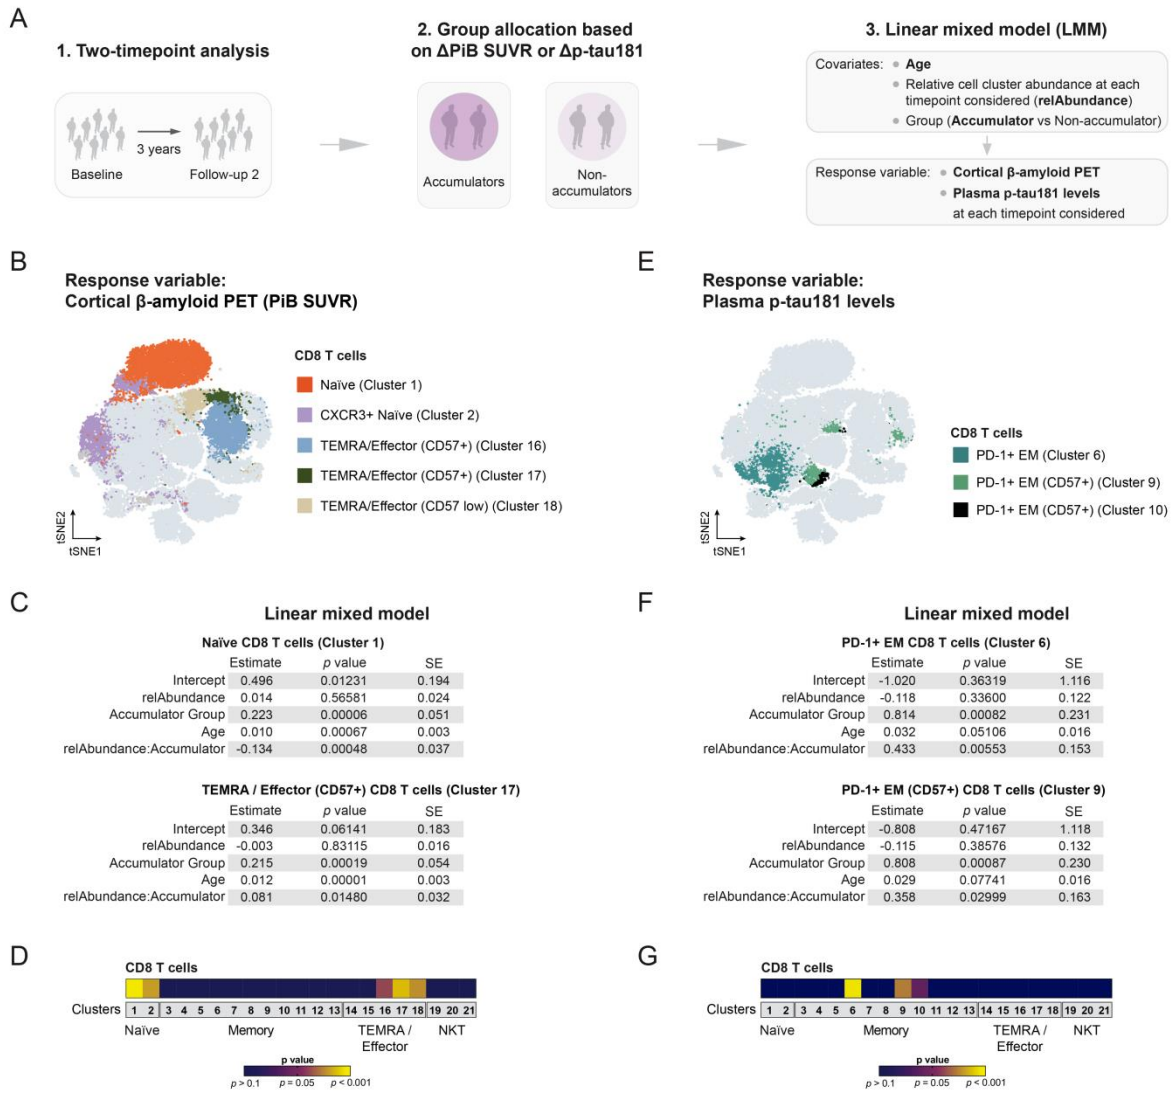 A
1. Two-timepoint analysis
3 years
Baseline
Follow-up 2
2. Group allocation based
on ΔPiB SUVR or Δp-tau181
Accumulators
Non-
accumulators
3. Linear mixed model (LMM)
Covariates: • Age
• Relative cell cluster abundance at each
timepoint considered (relAbundance)
• Group (Accumulator vs Non-accumulator)
Response variable: • Cortical β-amyloid PET
• Plasma p-tau181 levels
at each timepoint considered
B
Response variable:
Cortical β-amyloid PET (PiB SUVR)
CD8 T cells
Naïve (Cluster 1)
CXCR3+ Naïve (Cluster 2)
TEMRA/Effector (CD57+) (Cluster 16)
TEMRA/Effector (CD57+) (Cluster 17)
TEMRA/Effector (CD57 low) (Cluster 18)
tSNE2
tSNE1
E
Response variable:
Plasma p-tau181 levels
CD8 T cells
PD-1+ EM (Cluster 6)
PD-1+ EM (CD57+) (Cluster 9)
PD-1+ EM (CD57+) (Cluster 10)
tSNE2
tSNE1
C
Linear mixed model
Naïve CD8 T cells (Cluster 1)
Estimate p value SE
Intercept 0.496 0.01231 0.194
relAbundance 0.014 0.56581 0.024
Accumulator Group 0.223 0.00006 0.051
Age 0.010 0.00067 0.003
relAbundance:Accumulator -0.134 0.00048 0.037
TEMRA / Effector (CD57+) CD8 T cells (Cluster 17)
Estimate p value SE
Intercept 0.346 0.06141 0.183
relAbundance -0.003 0.83115 0.016
Accumulator Group 0.215 0.00019 0.054
Age 0.012 0.00001 0.003
relAbundance:Accumulator 0.081 0.01480 0.032
F
Linear mixed model
PD-1+ EM CD8 T cells (Cluster 6)
Estimate p value SE
Intercept -1.020 0.36319 1.116
relAbundance -0.118 0.33600 0.122
Accumulator Group 0.814 0.00082 0.231
Age 0.032 0.05106 0.016
relAbundance:Accumulator 0.433 0.00553 0.153
PD-1+ EM (CD57+) CD8 T cells (Cluster 9)
Estimate p value SE
Intercept -0.808 0.47167 1.118
relAbundance -0.115 0.38576 0.132
Accumulator Group 0.808 0.00087 0.230
Age 0.029 0.07741 0.016
relAbundance:Accumulator 0.358 0.02999 0.163
D
CD8 T cells
Clusters 1 2 3 4 5 6 7 8 9 10 11 12 13 14 15 16 17 18 19 20 21
Naïve Memory TEMRA / NKT
Effector
p value
p > 0.1 p = 0.05 p < 0.001
G
CD8 T cells
Clusters 1 2 3 4 5 6 7 8 9 10 11 12 13 14 15 16 17 18 19 20 21
Naïve Memory TEMRA / NKT
Effector
p value
p > 0.1 p = 0.05 p < 0.001